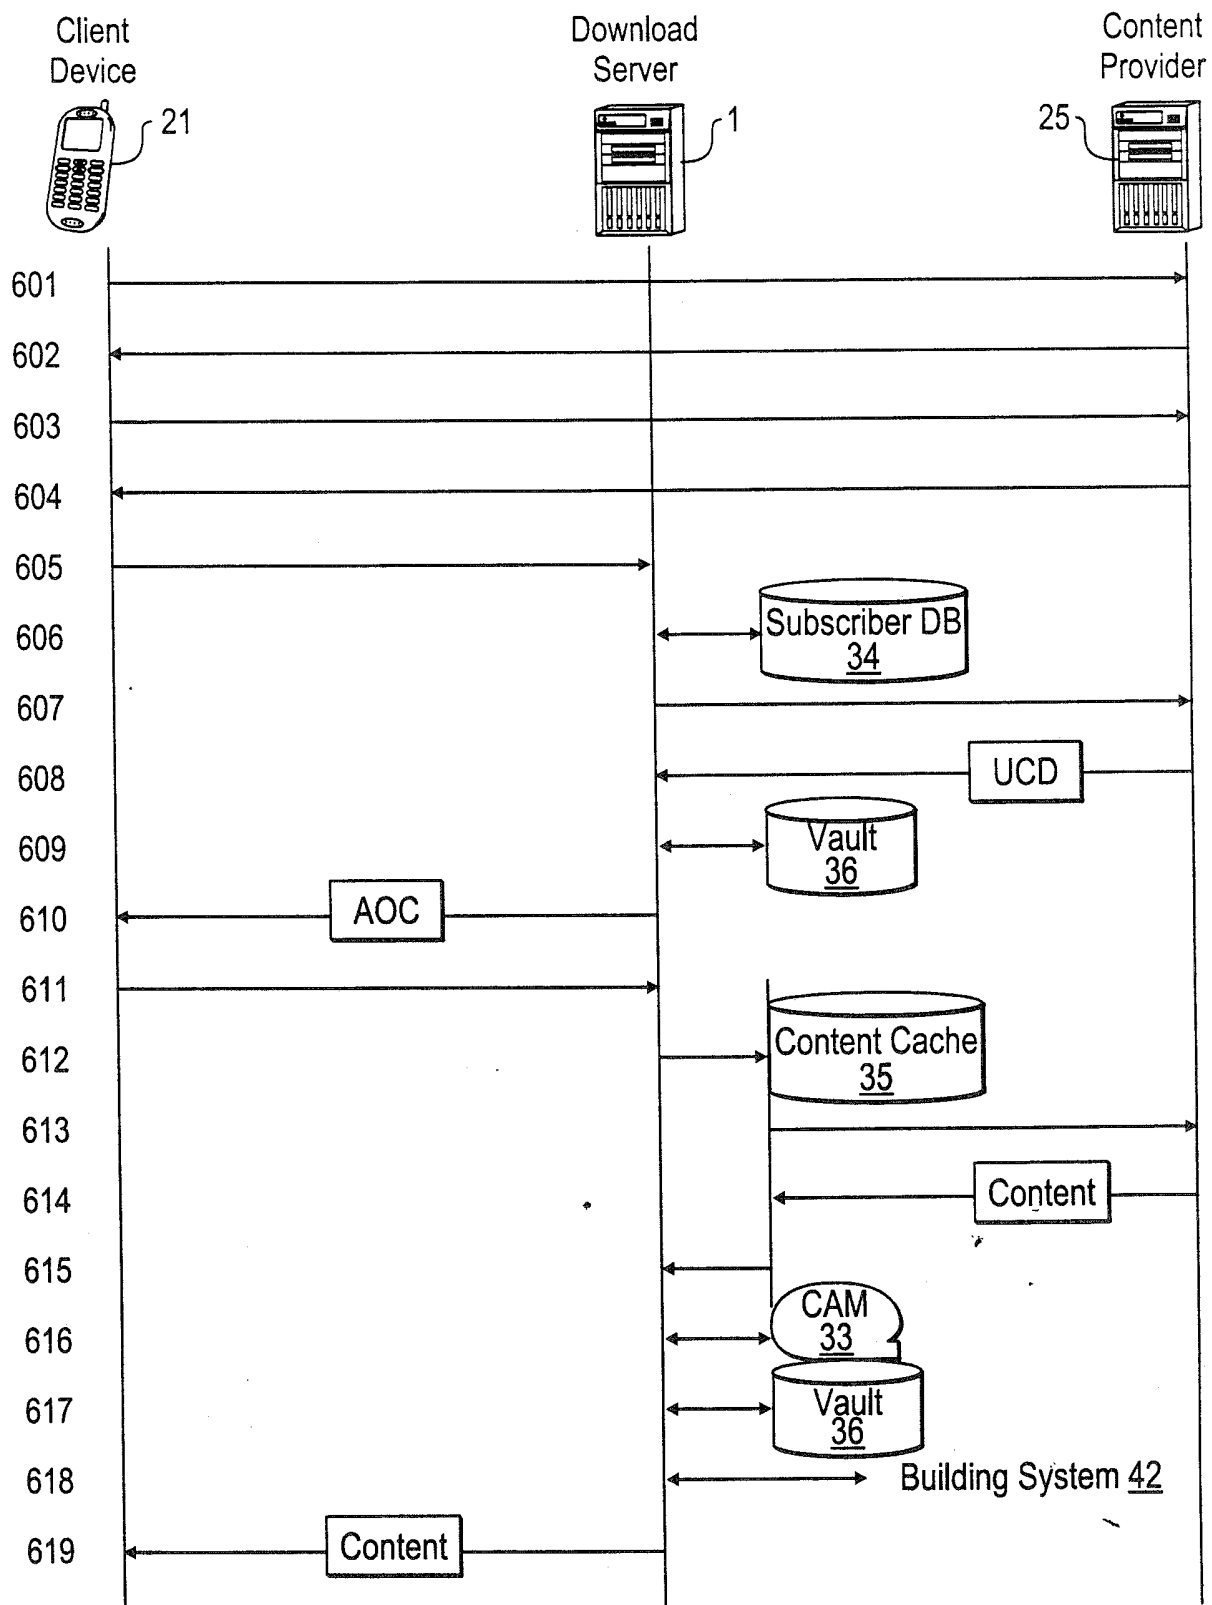 Client
Device
Download
Server
Content
Provider
21
1
25
601
602
603
604
605
606
Subscriber DB
34
607
608
UCD
609
Vault
36
610
AOC
611
612
Content Cache
35
613
614
Content
615
616
CAM
33
617
Vault
36
618
Building System 42
619
Content